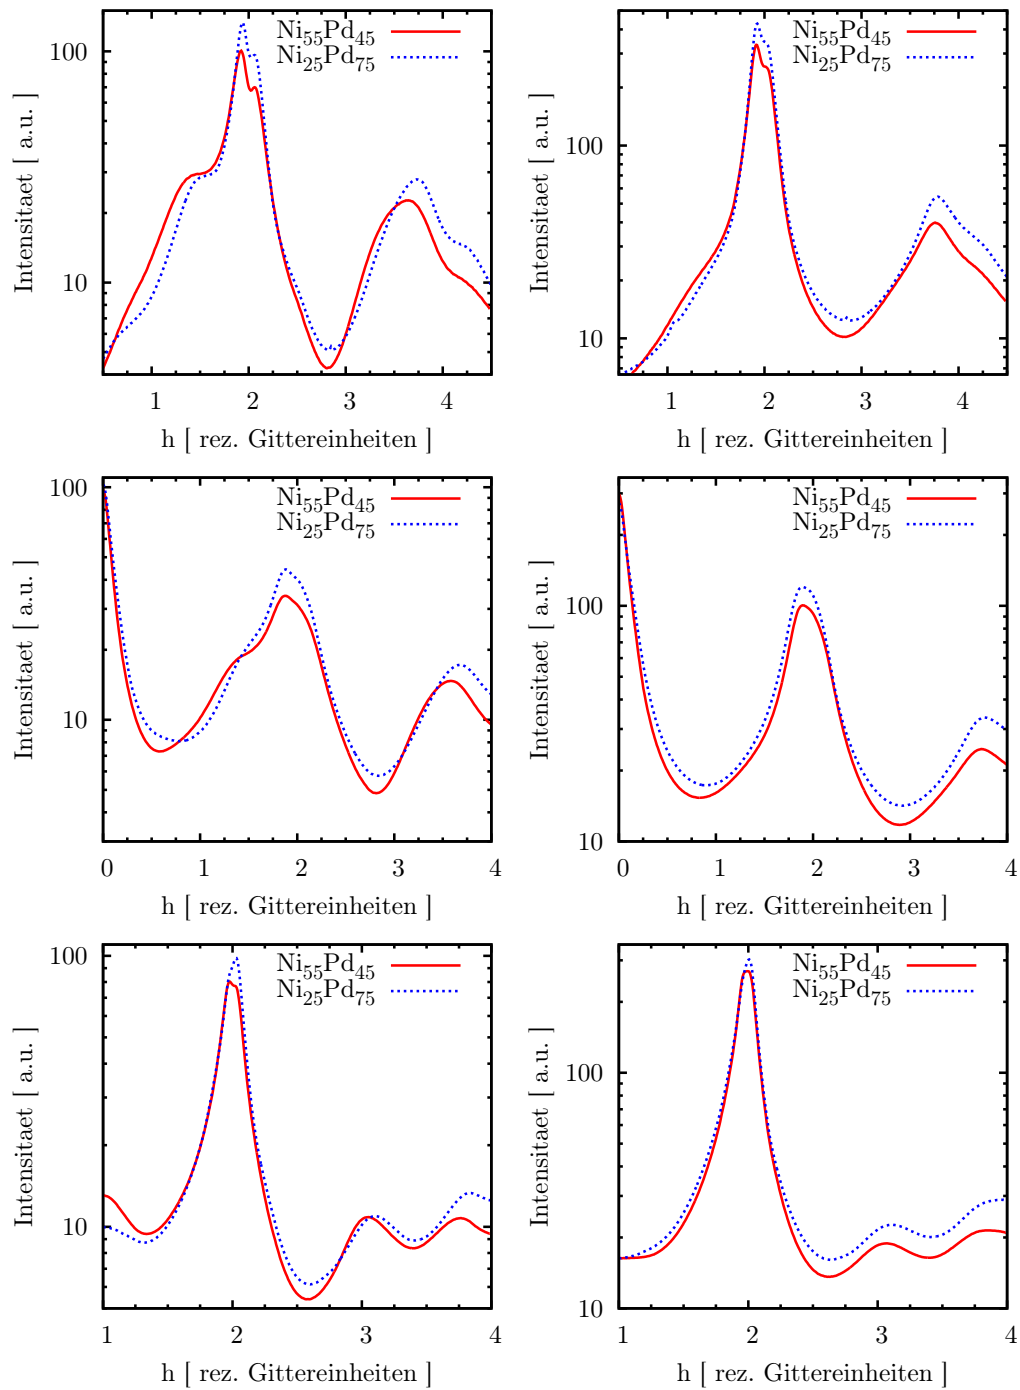 Ni55Pd45
Ni25Pd75
100
10
Intensitaet [ a.u. ]
1 2 3 4
h [ rez. Gittereinheiten ]
Ni55Pd45
Ni25Pd75
100
10
Intensitaet [ a.u. ]
1 2 3 4
h [ rez. Gittereinheiten ]
Ni55Pd45
Ni25Pd75
100
10
Intensitaet [ a.u. ]
0 1 2 3 4
h [ rez. Gittereinheiten ]
Ni55Pd45
Ni25Pd75
100
10
Intensitaet [ a.u. ]
0 1 2 3 4
h [ rez. Gittereinheiten ]
Ni55Pd45
Ni25Pd75
100
10
Intensitaet [ a.u. ]
1 2 3 4
h [ rez. Gittereinheiten ]
Ni55Pd45
Ni25Pd75
100
10
Intensitaet [ a.u. ]
1 2 3 4
h [ rez. Gittereinheiten ]